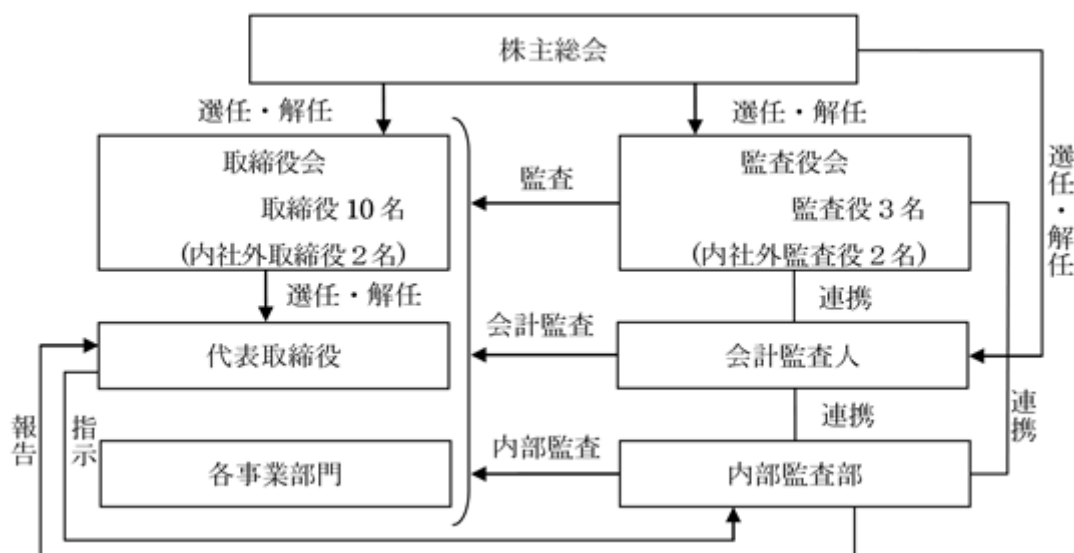 株主総会
選任・解任
選任・解任
選任・解任
取締役会
取締役 10 名
(内社外取締役 2 名)
監査
監査役会
監査役 3 名
(内社外監査役 2 名)
選任・解任
連携
会計監査
代表取締役
会計監査人
報告
指示
連携
連携
内部監査
各事業部門
内部監査部